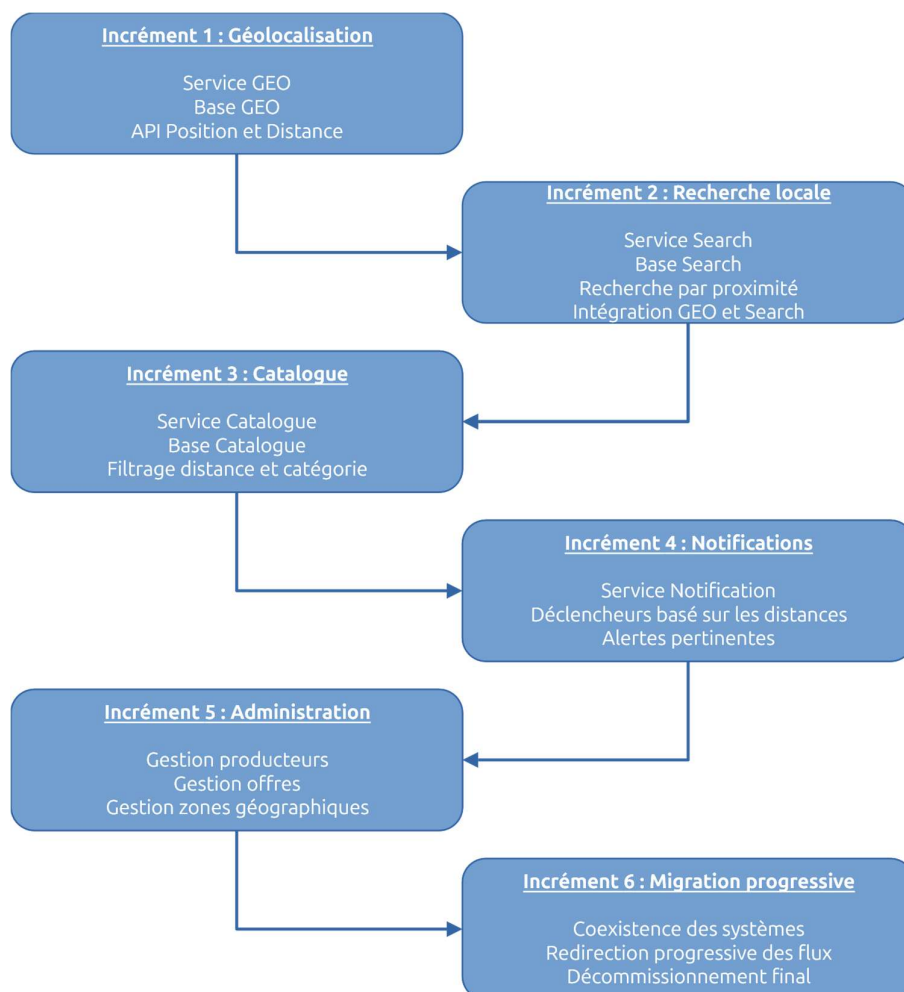 Incrément 1 : Géolocalisation
Service GEO
Base GEO
API Position et Distance
Incrément 2 : Recherche locale
Service Search
Base Search
Recherche par proximité
Intégration GEO et Search
Incrément 3 : Catalogue
Service Catalogue
Base Catalogue
Filtrage distance et catégorie
Incrément 4 : Notifications
Service Notification
Déclencheurs basé sur les distances
Alertes pertinentes
Incrément 5 : Administration
Gestion producteurs
Gestion offres
Gestion zones géographiques
Incrément 6 : Migration progressive
Coexistence des systèmes
Redirection progressive des flux
Décommissionnement final